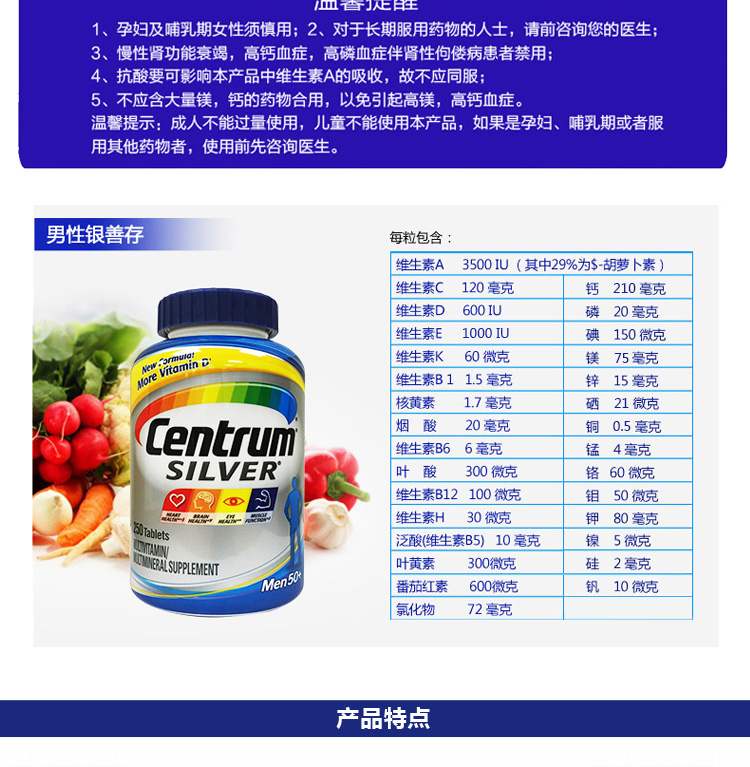 温馨提醒
1、孕妇及哺乳期女性须慎用；2、对于长期服用药物的人士，请前咨询您的医生；
3、慢性肾功能衰竭，高钙血症，高磷血症伴肾性佝偻病患者禁用；
4、抗酸要可影响本产品中维生素A的吸收，故不应同服；
5、不应含大量镁，钙的药物合用，以免引起高镁，高钙血症。
温馨提示：成人不能过量使用，儿童不能使用本产品，如果是孕妇、哺乳期或者服
用其他药物者，使用前先咨询医生。
男性银善存
New Formula!
More Vitamin D
Centrum
SILVER
HEART HEALTH
BRAIN HEALTH
EYE HEALTH
MUSCLE FUNCTION
250 Tablets
MULTIVITAMIN/
MULTIMINERAL SUPPLEMENT
Men 50+
每粒包含：
维生素A 3500 IU（其中29%为$-胡萝卜素）
维生素C 120 毫克 钙 210 毫克
维生素D 600 IU 磷 20 毫克
维生素E 1000 IU 碘 150 微克
维生素K 60 微克 镁 75 毫克
维生素B 1 1.5 毫克 锌 15 毫克
核黄素 1.7 毫克 硒 21 微克
烟 酸 20 毫克 铜 0.5 毫克
维生素B6 6 毫克 锰 4 毫克
叶 酸 300 微克 铬 60 微克
维生素B12 100 微克 钼 50 微克
维生素H 30 微克 钾 80 毫克
泛酸(维生素B5) 10 毫克 镍 5 微克
叶黄素 300微克 硅 2 毫克
番茄红素 600微克 钒 10 微克
氯化物 72 毫克
产品特点